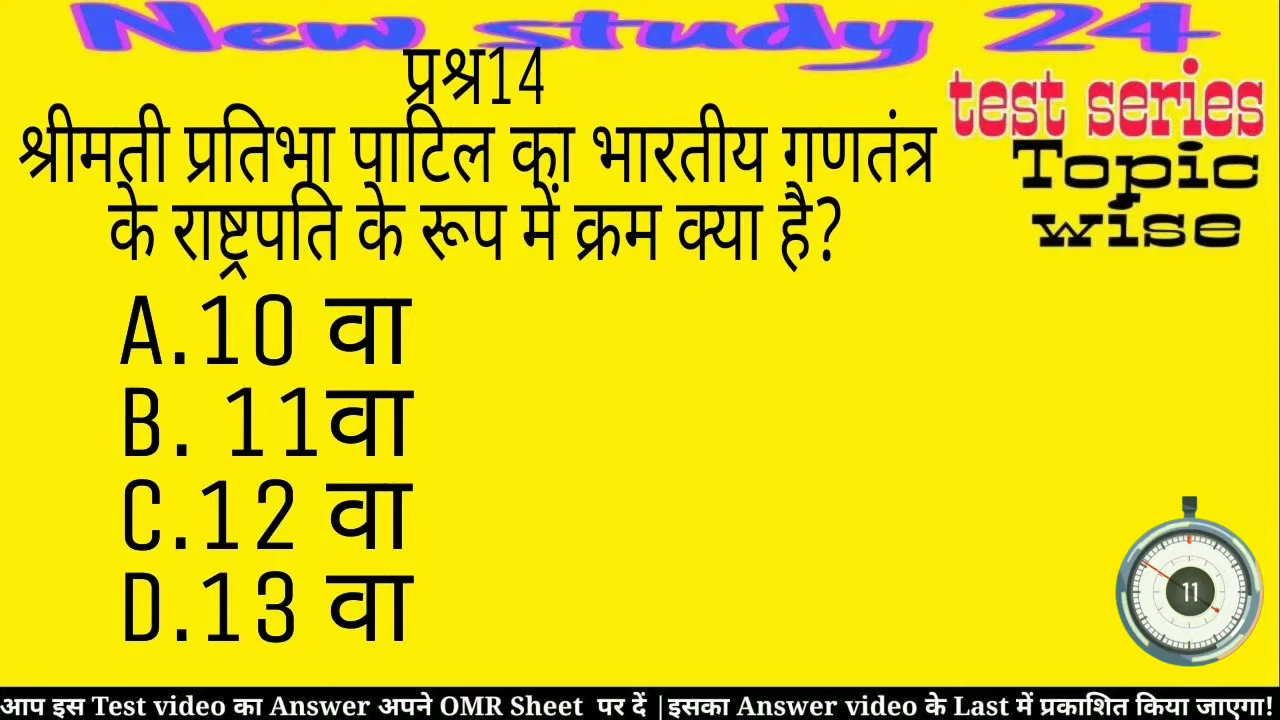 New study 24
test series
Topic
wise
प्रश्न14
श्रीमती प्रतिभा पाटिल का भारतीय गणतंत्र
के राष्ट्रपति के रूप में क्रम क्या है?
A.10 वा
B. 11वा
C.12 वा
D.13 वा
11
आप इस Test video का Answer अपने OMR Sheet पर दें |इसका Answer video के Last में प्रकाशित किया जाएगा!